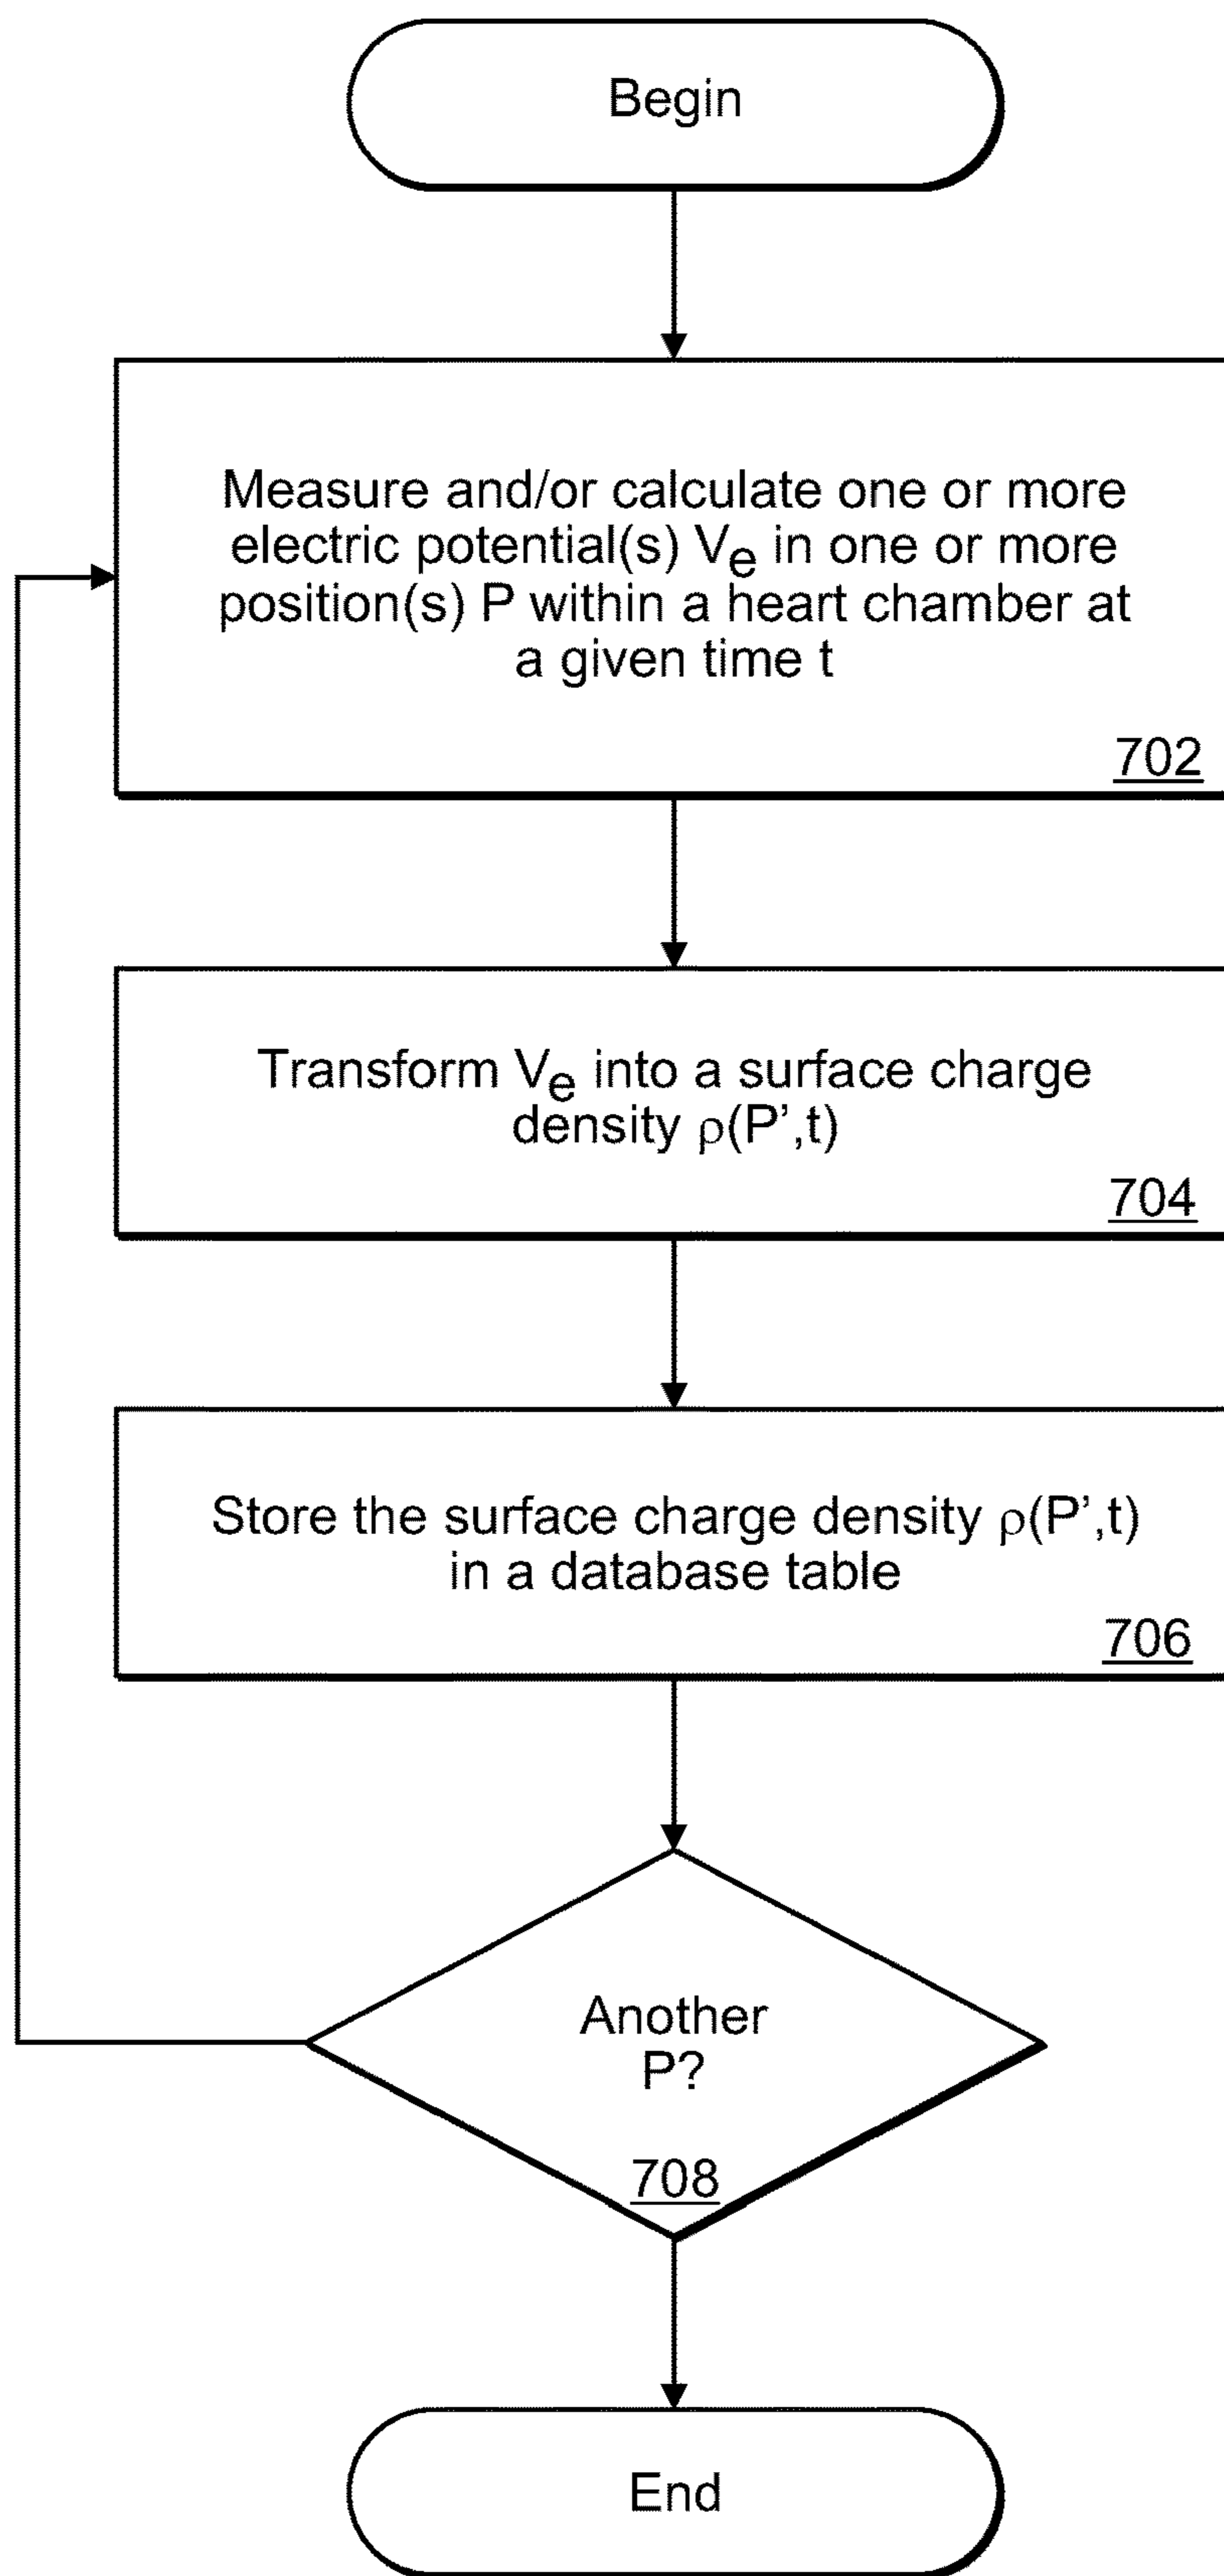 Begin
Measure and/or calculate one or more
electric potential(s) Vₑ in one or more
position(s) P within a heart chamber at
a given time t
702
Transform Vₑ into a surface charge
density ρ(P',t)
704
Store the surface charge density ρ(P',t)
in a database table
706
Another
P?
708
End